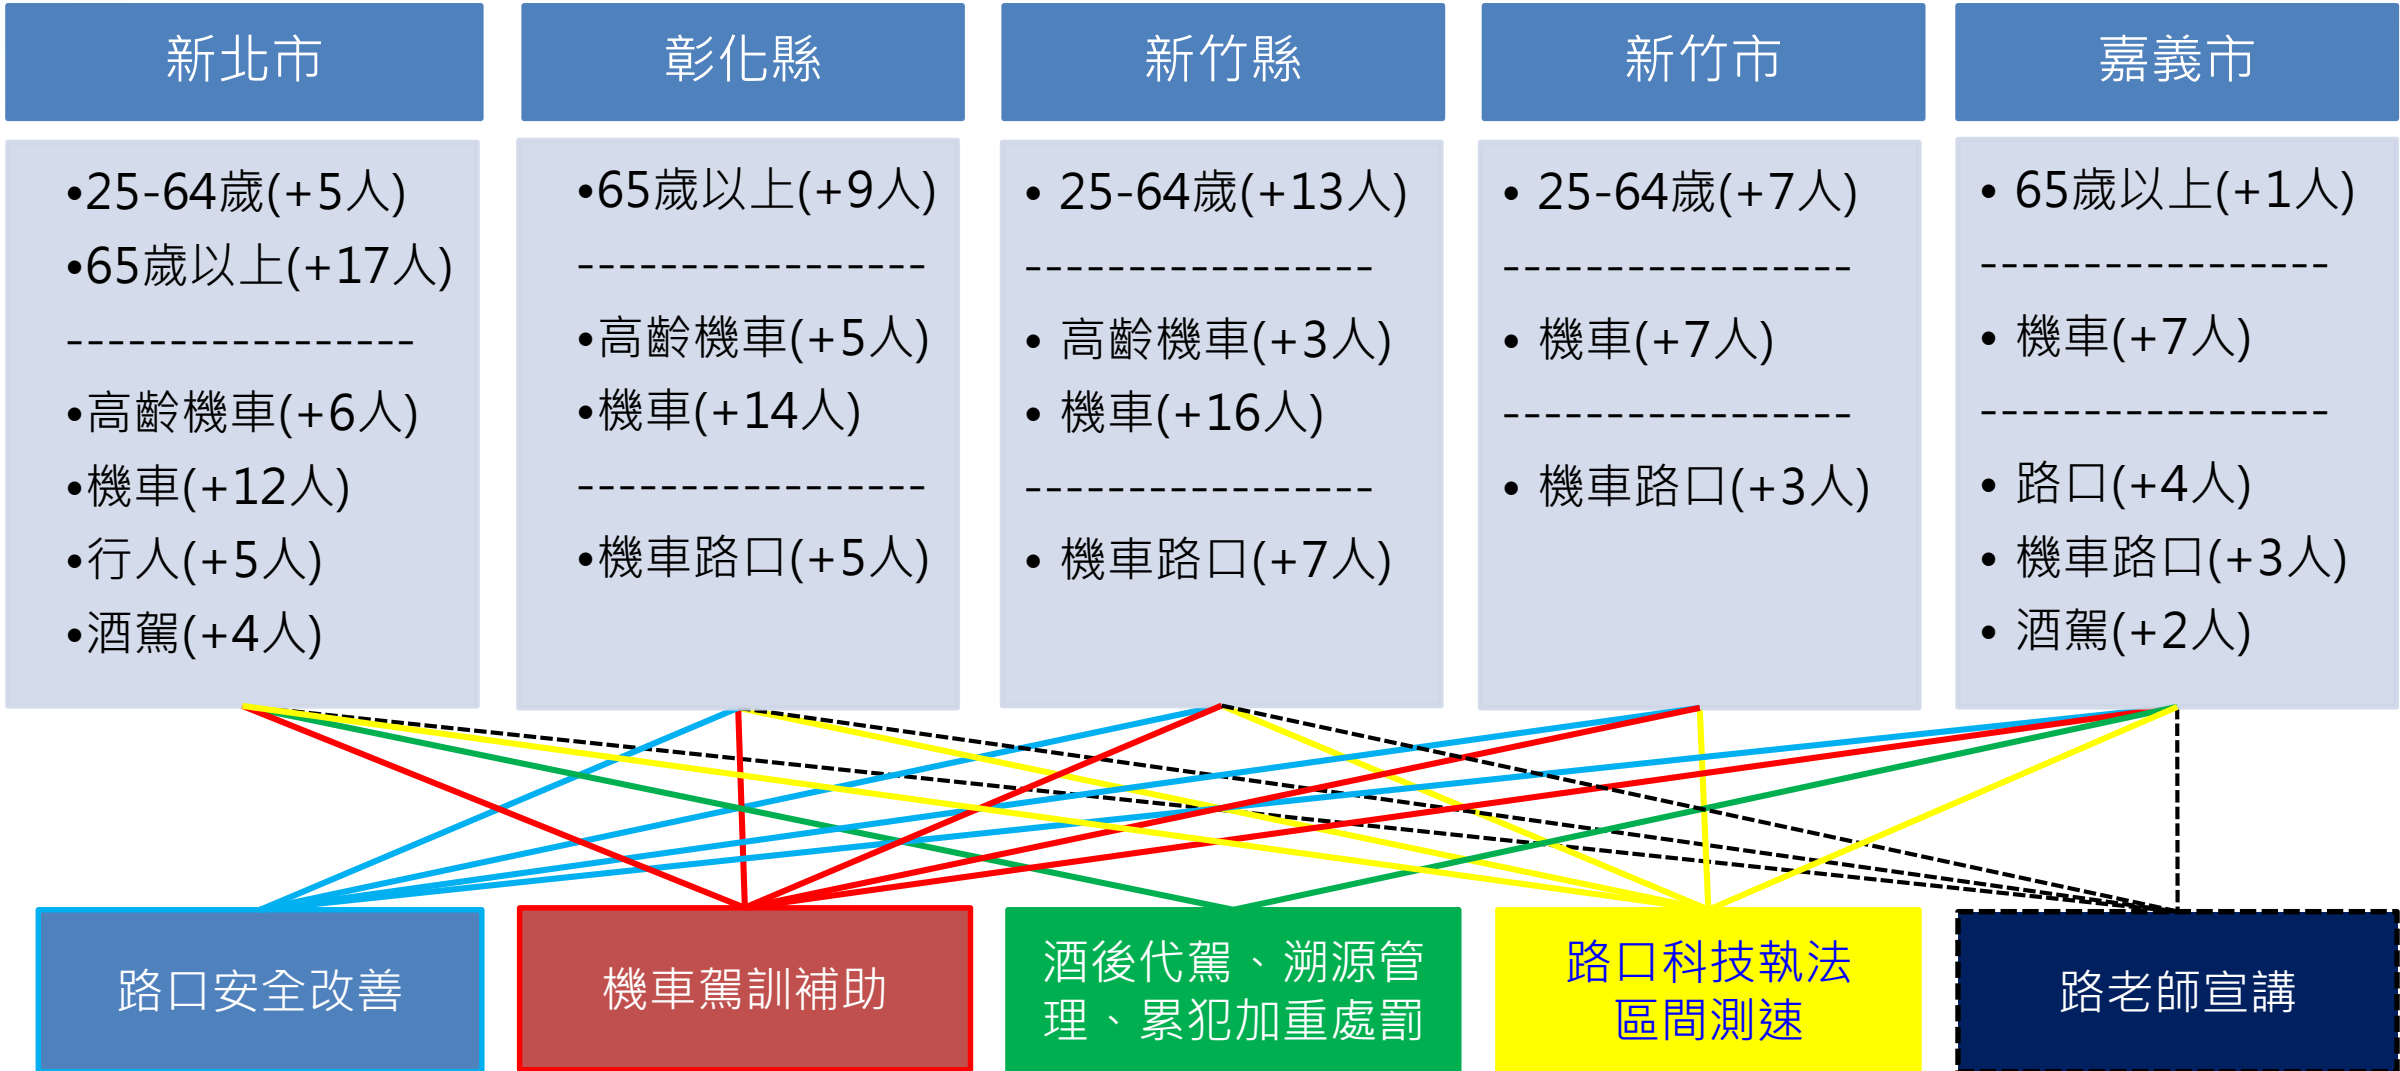 新北市
•25-64歲(+5人)
•65歲以上(+17人)
-----------------
•高齡機車(+6人)
•機車(+12人)
•行人(+5人)
•酒駕(+4人)
彰化縣
•65歲以上(+9人)
-----------------
•高齡機車(+5人)
•機車(+14人)
-----------------
•機車路口(+5人)
新竹縣
• 25-64歲(+13人)
-----------------
• 高齡機車(+3人)
• 機車(+16人)
-----------------
• 機車路口(+7人)
新竹市
• 25-64歲(+7人)
-----------------
• 機車(+7人)
-----------------
• 機車路口(+3人)
嘉義市
• 65歲以上(+1人)
-----------------
• 機車(+7人)
-----------------
• 路口(+4人)
• 機車路口(+3人)
• 酒駕(+2人)
路口安全改善
機車駕訓補助
酒後代駕、溯源管
理、累犯加重處罰
路口科技執法
區間測速
路老師宣講